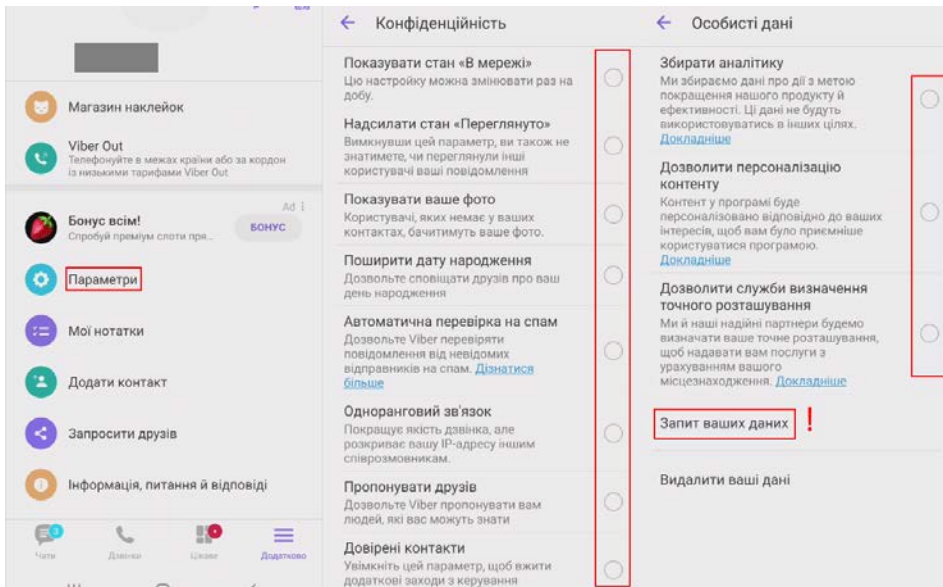 Магазин наклейок
Viber Out
Телефонуйте в межах країни або за кордон
із низькими тарифами Viber Out
Ad
Бонус всім!
Спробуй преміум слоти пря...
БОНУС
Параметри
Мої нотатки
Додати контакт
Запросити друзів
Інформація, питання й відповіді
3
Чати
Дзвінки
Цікаве
Додатково
Конфіденційність
Показувати стан «В мережі»
Цю настройку можна змінювати раз на
добу.
Надсилати стан «Переглянуто»
Вимкнувши цей параметр, ви також не
знатимете, чи переглянули інші
користувачі ваші повідомлення
Показувати ваше фото
Користувачі, яких немає у ваших
контактах, бачитимуть ваше фото.
Поширити дату народження
Дозвольте сповіщати друзів про ваш
день народження
Автоматична перевірка на спам
Дозвольте Viber перевіряти
повідомлення від невідомих
відправників на спам. Дізнатися
більше
Одноранговий зв'язок
Покращує якість дзвінка, але
розкриває вашу IP-адресу іншим
співрозмовникам.
Пропонувати друзів
Дозвольте Viber пропонувати вам
людей, які вас можуть знати
Довірені контакти
Увімкніть цей параметр, щоб вжити
додаткові заходи з керування
Особисті дані
Збирати аналітику
Ми збираємо дані про дії з метою
покращення нашого продукту й
ефективності. Ці дані не будуть
використовуватись в інших цілях.
Докладніше
Дозволити персоналізацію
контенту
Контент у програмі буде
персоналізовано відповідно до ваших
інтересів, щоб вам було приємніше
користуватися програмою.
Докладніше
Дозволити служби визначення
точного розташування
Ми й наші надійні партнери будемо
визначати ваше точне розташування,
щоб надавати вам послуги з
урахуванням вашого
місцезнаходження. Докладніше
Запит ваших даних !
Видалити ваші дані